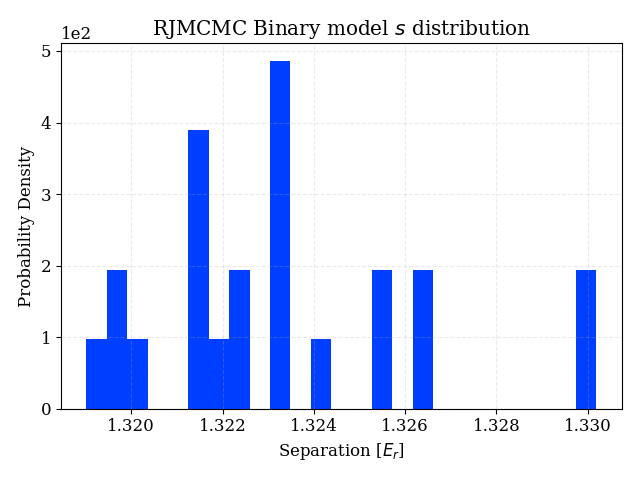 RJMCMC Binary model s distribution
1e2
5
4
3
2
1
0
Probability Density
1.320 1.322 1.324 1.326 1.328 1.330
Separation [E_r]